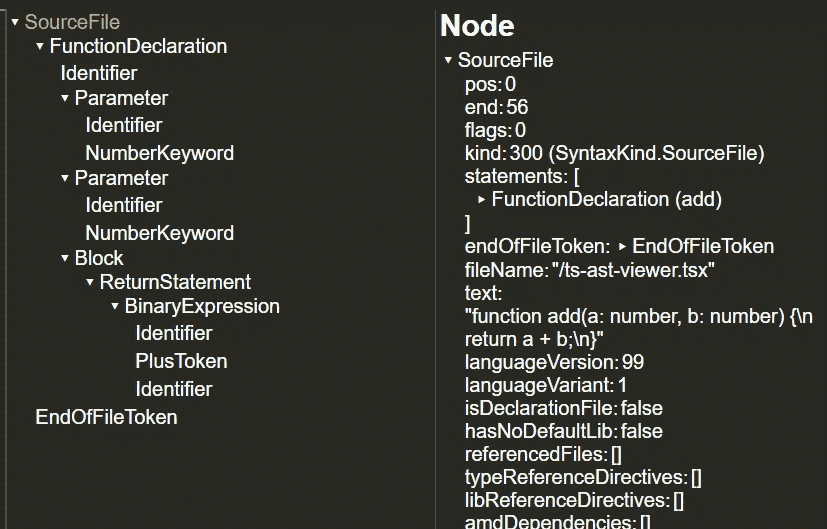 SourceFile
FunctionDeclaration
Identifier
Parameter
Identifier
NumberKeyword
Parameter
Identifier
NumberKeyword
Block
ReturnStatement
BinaryExpression
Identifier
PlusToken
Identifier
EndOfFileToken
Node
SourceFile
pos: 0
end: 56
flags: 0
kind: 300 (SyntaxKind.SourceFile)
statements: [
FunctionDeclaration (add)
]
endOfFileToken: EndOfFileToken
fileName: "/ts-ast-viewer.tsx"
text:
"function add(a: number, b: number) {\n
return a + b;\n}"
languageVersion: 99
languageVariant: 1
isDeclarationFile: false
hasNoDefaultLib: false
referencedFiles: []
typeReferenceDirectives: []
libReferenceDirectives: []
amdDependencies: []